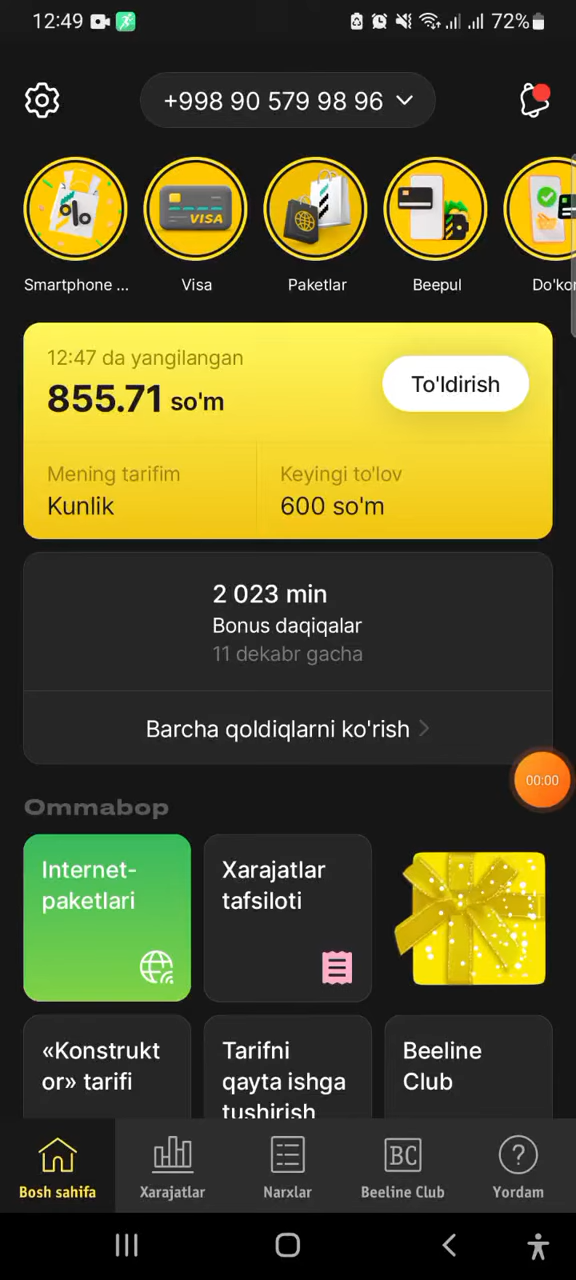 12:49
72%
+998 90 579 98 96
%
VISA
Smartphone ...
Visa
Paketlar
Beepul
Do'kon
12:47 da yangilangan
855.71 so'm
To'ldirish
Mening tarifim
Keyingi to'lov
Kunlik
600 so'm
2 023 min
Bonus daqiqalar
11 dekabr gacha
Barcha qoldiqlarni ko'rish
00:00
Ommabop
Internet-
paketlari
Xarajatlar
tafsiloti
«Konstrukt
or» tarifi
Tarifni
qayta ishga
tushirish
Beeline
Club
BC
?
Bosh sahifa
Xarajatlar
Narxlar
Beeline Club
Yordam